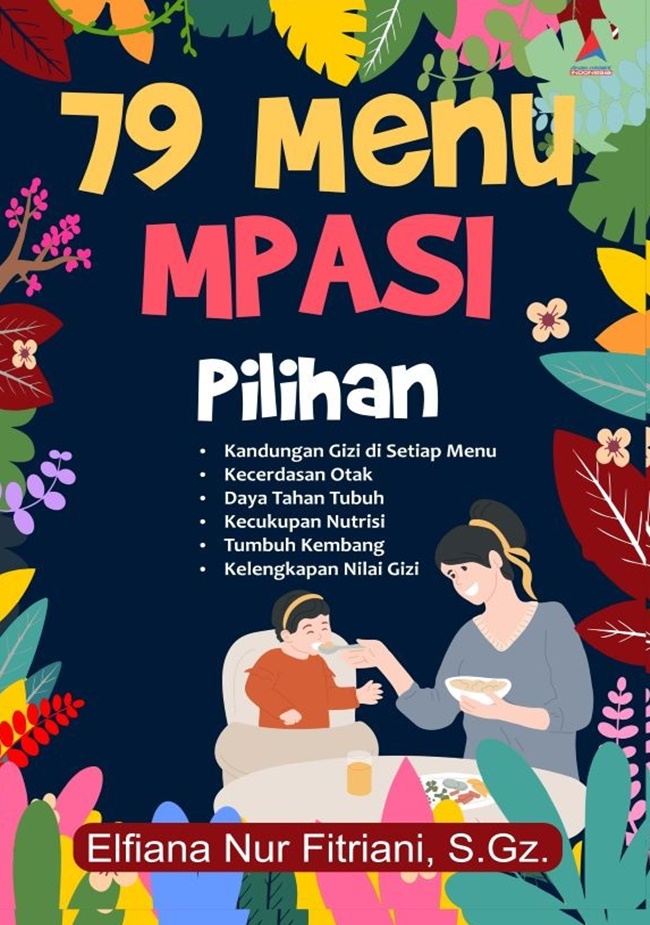 79 Menu
MPASI
Pilihan
• Kandungan Gizi di Setiap Menu
• Kecerdasan Otak
• Daya Tahan Tubuh
• Kecukupan Nutrisi
• Tumbuh Kembang
• Kelengkapan Nilai Gizi
Elfiana Nur Fitriani, S.Gz.
INDONESIA